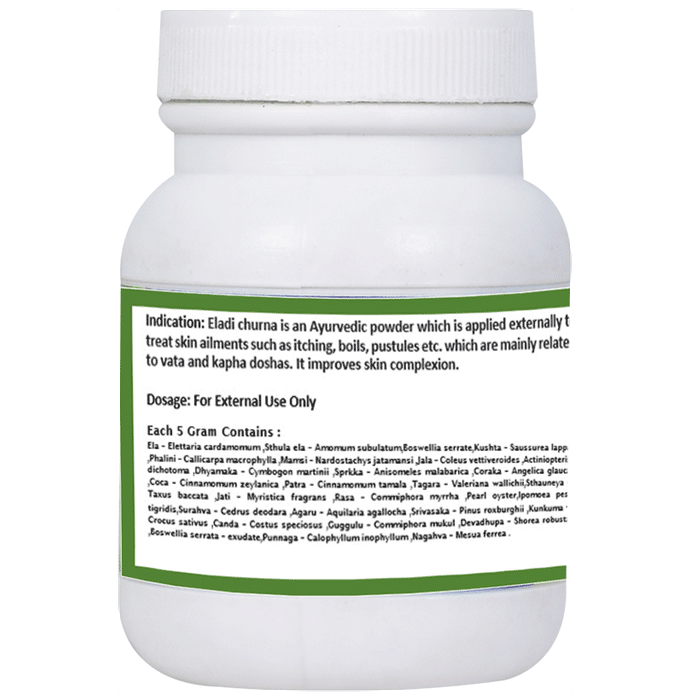 Indication: Eladi churna is an Ayurvedic powder which is applied externally t
treat skin ailments such as itching, boils, pustules etc. which are mainly relate
to vata and kapha doshas. It improves skin complexion.
Dosage: For External Use Only
Each 5 Gram Contains :
Ela - Elettaria cardamomum ,Sthula ela - Amomum subulatum,Boswellia serrate,Kushta - Saussurea lapp
,Phalini - Callicarpa macrophylla ,Mamsi - Nardostachys jatamansi ,Jala - Coleus vettiveroides ,Actiniopteri
dichotoma ,Dhyamaka - Cymbogon martinii ,Sprkka - Anisomeles malabarica ,Coraka - Angelica glauc
,Coca - Cinnamomum zeylanica ,Patra - Cinnamomum tamala ,Tagara - Valeriana wallichii,Sthauneya
Taxus baccata ,Jati - Myristica fragrans ,Rasa - Commiphora myrrha ,Pearl oyster,Ipomoea pes
tigridis,Surahva - Cedrus deodara ,Agaru - Aquilaria agallocha ,Srivasaka - Pinus roxburghii ,Kunkuma
Crocus sativus ,Canda - Costus speciosus ,Guggulu - Commiphora mukul ,Devadhupa - Shorea robust
,Boswellia serrata - exudate,Punnaga - Calophyllum inophyllum ,Nagahva - Mesua ferrea .